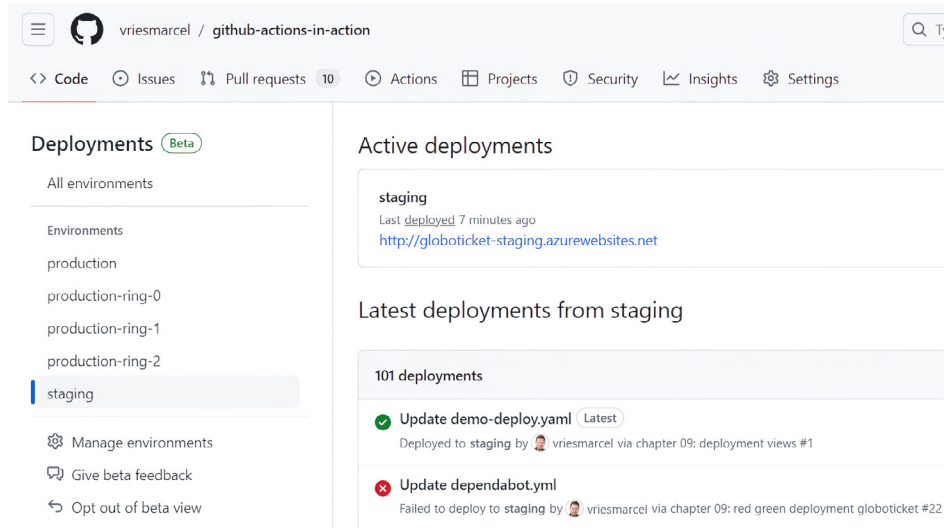 vriesmarcel / github-actions-in-action
Code Issues Pull requests 10 Actions Projects Security Insights Settings
Deployments Beta
All environments
Environments
production
production-ring-0
production-ring-1
production-ring-2
staging
Manage environments
Give beta feedback
Opt out of beta view
Active deployments
staging
Last deployed 7 minutes ago
http://globoticket-staging.azurewebsites.net
Latest deployments from staging
101 deployments
Update demo-deploy.yaml Latest
Deployed to staging by vriesmarcel via chapter 09: deployment views #1
Update dependabot.yml
Failed to deploy to staging by vriesmarcel via chapter 09: red green deployment globoticket #22